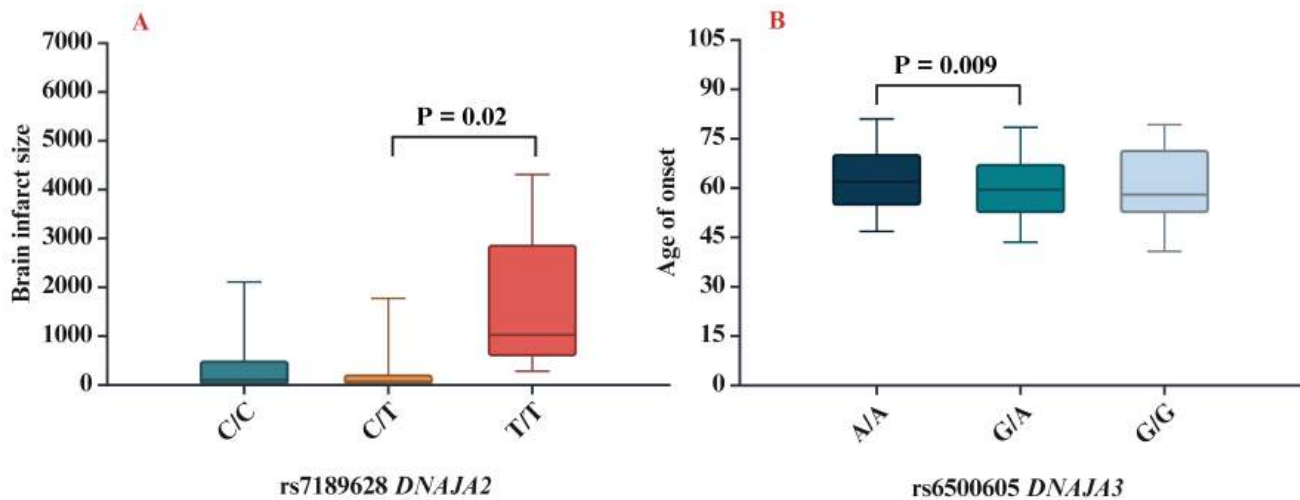 A
7000
6000
5000
4000
3000
2000
1000
0
Brain infarct size
P = 0.02
C/C
C/T
T/T
rs7189628 DNAJA2
B
105
90
75
60
45
30
15
0
Age of onset
P = 0.009
A/A
G/A
G/G
rs6500605 DNAJA3